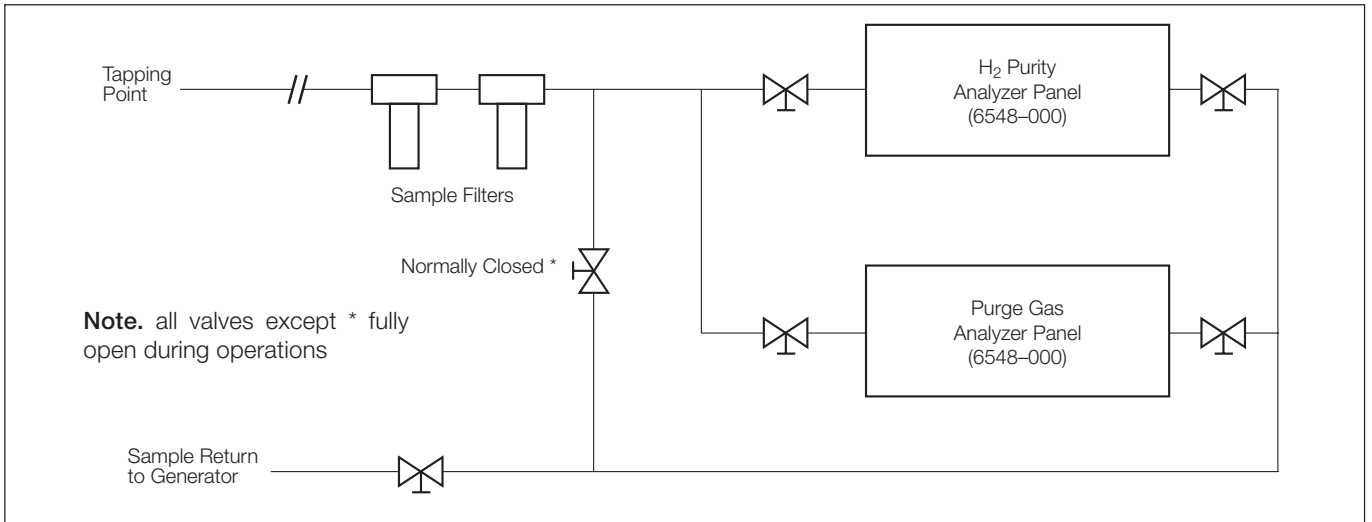 Tapping
Point
H₂ Purity
Analyzer Panel
(6548–000)
Sample Filters
Normally Closed *
Note. all valves except * fully
open during operations
Purge Gas
Analyzer Panel
(6548–000)
Sample Return
to Generator